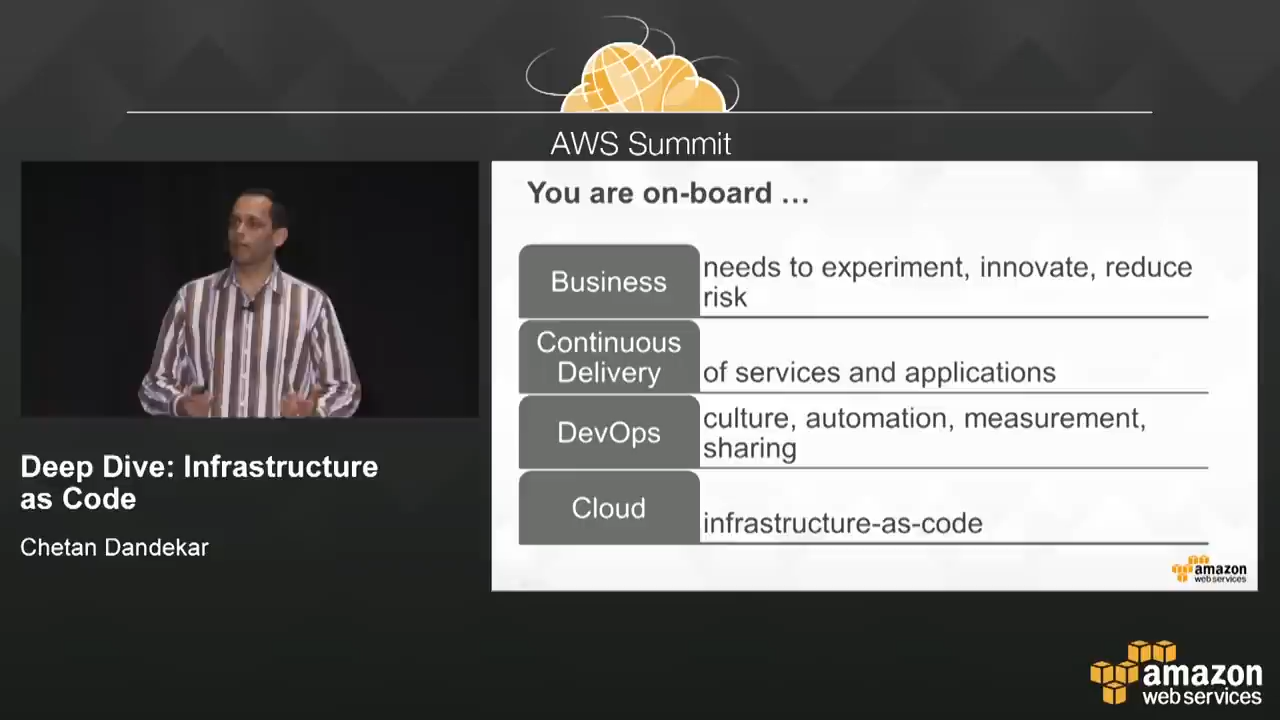 AWS Summit
You are on-board …
Business
needs to experiment, innovate, reduce
risk
Continuous
Delivery
of services and applications
DevOps
culture, automation, measurement,
sharing
Cloud
infrastructure-as-code
amazon
web services
Deep Dive: Infrastructure
as Code
Chetan Dandekar
amazon
web services